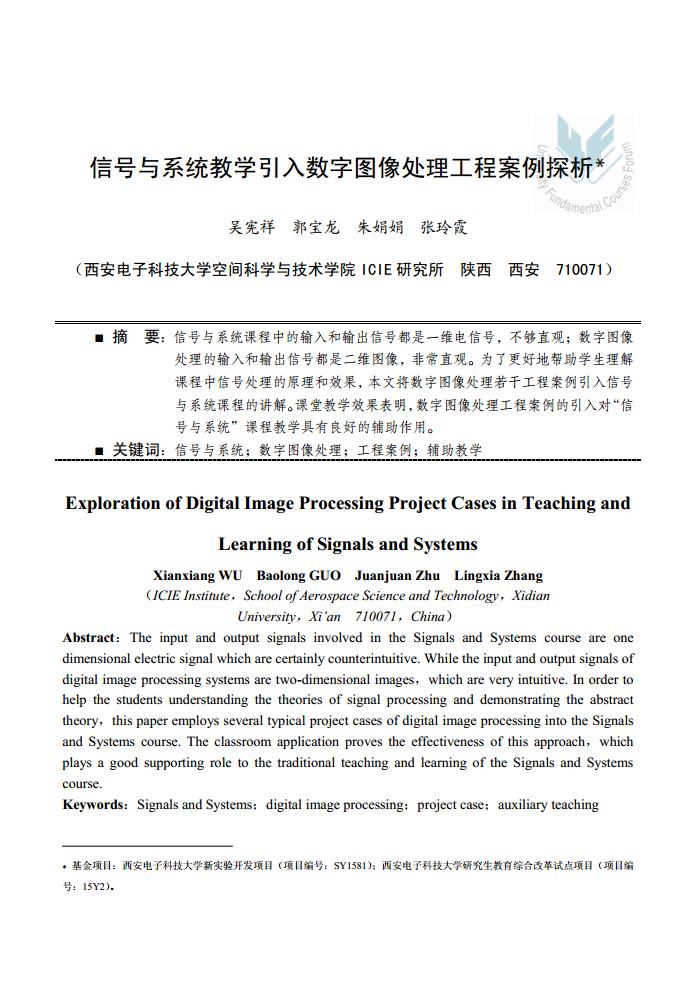 信号与系统教学引入数字图像处理工程案例探析*
University Fundamental Courses Forum
吴宪祥 郭宝龙 朱娟娟 张玲霞
（西安电子科技大学空间科学与技术学院 ICIE 研究所 陕西 西安 710071）
■ 摘 要：信号与系统课程中的输入和输出信号都是一维电信号，不够直观；数字图像
处理的输入和输出信号都是二维图像，非常直观。为了更好地帮助学生理解
课程中信号处理的原理和效果，本文将数字图像处理若干工程案例引入信号
与系统课程的讲解。课堂教学效果表明，数字图像处理工程案例的引入对“信
号与系统”课程教学具有良好的辅助作用。
■ 关键词：信号与系统；数字图像处理；工程案例；辅助教学
Exploration of Digital Image Processing Project Cases in Teaching and
Learning of Signals and Systems
Xianxiang WU Baolong GUO Juanjuan Zhu Lingxia Zhang
（ICIE Institute，School of Aerospace Science and Technology，Xidian
University，Xi’an 710071，China）
Abstract：The input and output signals involved in the Signals and Systems course are one
dimensional electric signal which are certainly counterintuitive. While the input and output signals of
digital image processing systems are two-dimensional images，which are very intuitive. In order to
help the students understanding the theories of signal processing and demonstrating the abstract
theory，this paper employs several typical project cases of digital image processing into the Signals
and Systems course. The classroom application proves the effectiveness of this approach，which
plays a good supporting role to the traditional teaching and learning of the Signals and Systems
course.
Keywords：Signals and Systems；digital image processing；project case；auxiliary teaching
* 基金项目：西安电子科技大学新实验开发项目（项目编号：SY1581）；西安电子科技大学研究生教育综合改革试点项目（项目编
号：15Y2）。